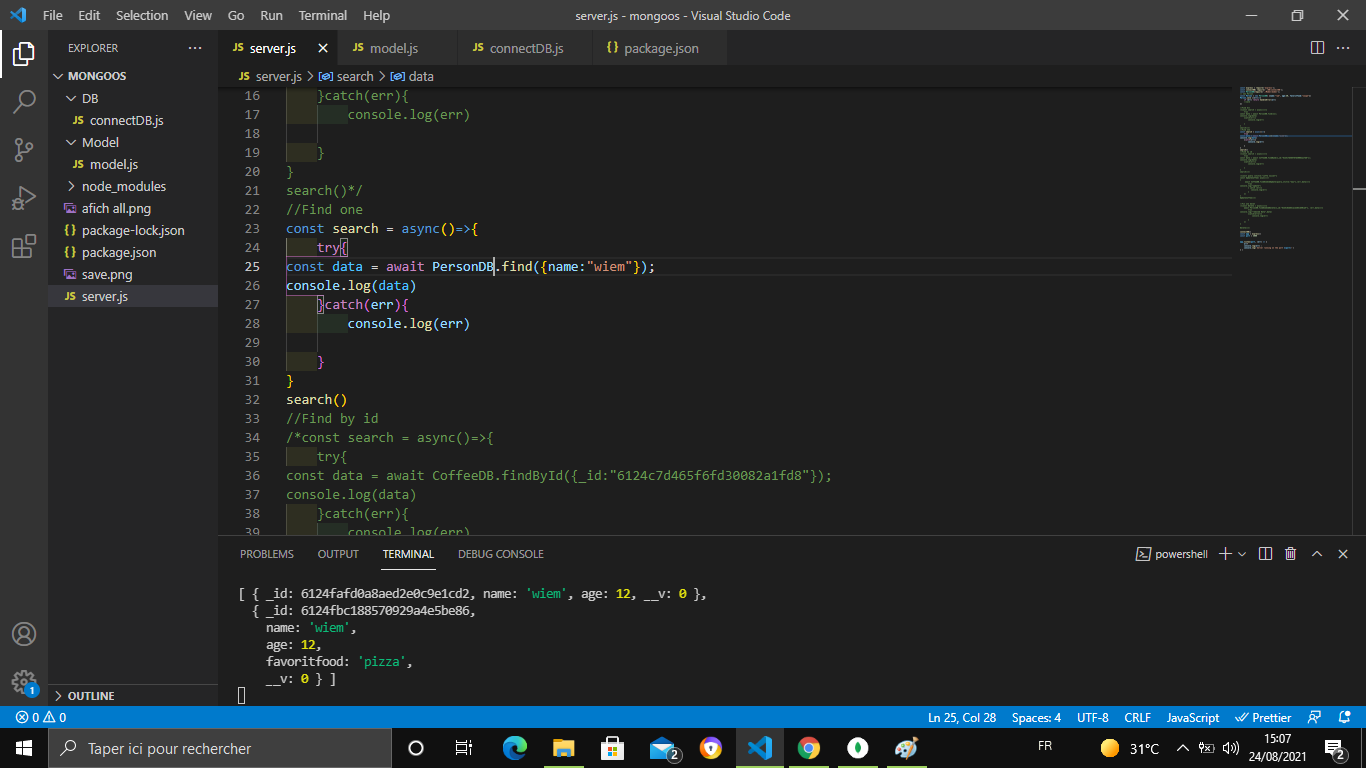 File Edit Selection View Go Run Terminal Help server.js - mongoos - Visual Studio Code
EXPLORER
MONGOOS
DB
JS connectDB.js
Model
JS model.js
node_modules
afich all.png
{} package-lock.json
{} package.json
save.png
JS server.js
OUTLINE
JS server.js JS model.js JS connectDB.js {} package.json
JS server.js > search > data
16 }catch(err){
17 console.log(err)
18
19 }
20 }
21 search()*/
22 //Find one
23 const search = async()=>{
24 try{
25 const data = await PersonDB.find({name:"wiem"});
26 console.log(data)
27 }catch(err){
28 console.log(err)
29
30 }
31 }
32 search()
33 //Find by id
34 /*const search = async()=>{
35 try{
36 const data = await CoffeeDB.findById({_id:"6124c7d465f6fd30082a1fd8"});
37 console.log(data)
38 }catch(err){
39 console.log(err)
PROBLEMS OUTPUT TERMINAL DEBUG CONSOLE powershell
[ { _id: 6124fafd0a8aed2e0c9e1cd2, name: 'wiem', age: 12, __v: 0 },
{ _id: 6124fbc188570929a4e5be86,
name: 'wiem',
age: 12,
favoritfood: 'pizza',
__v: 0 } ]
1
0 0 Ln 25, Col 28 Spaces: 4 UTF-8 CRLF JavaScript Prettier
Taper ici pour rechercher 2 FR 31°C 15:07
24/08/2021 2